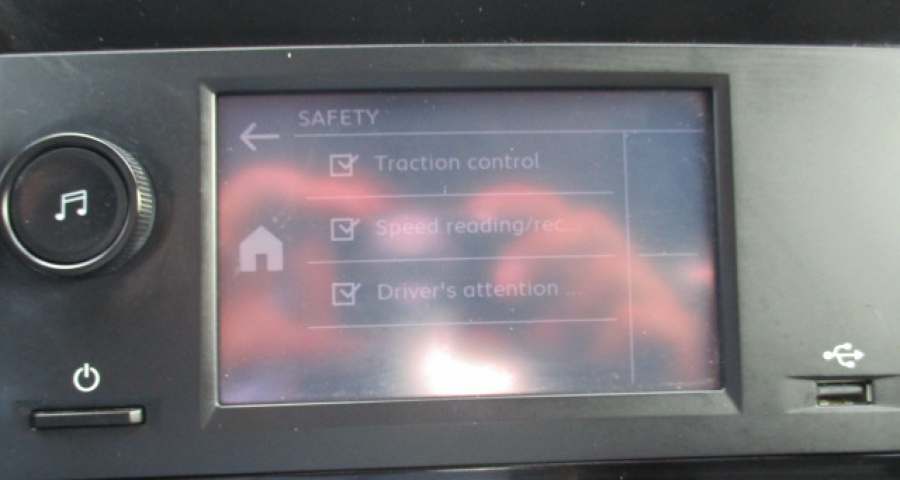 SAFETY
Traction control
Speed reading/rec...
Driver's attention ...